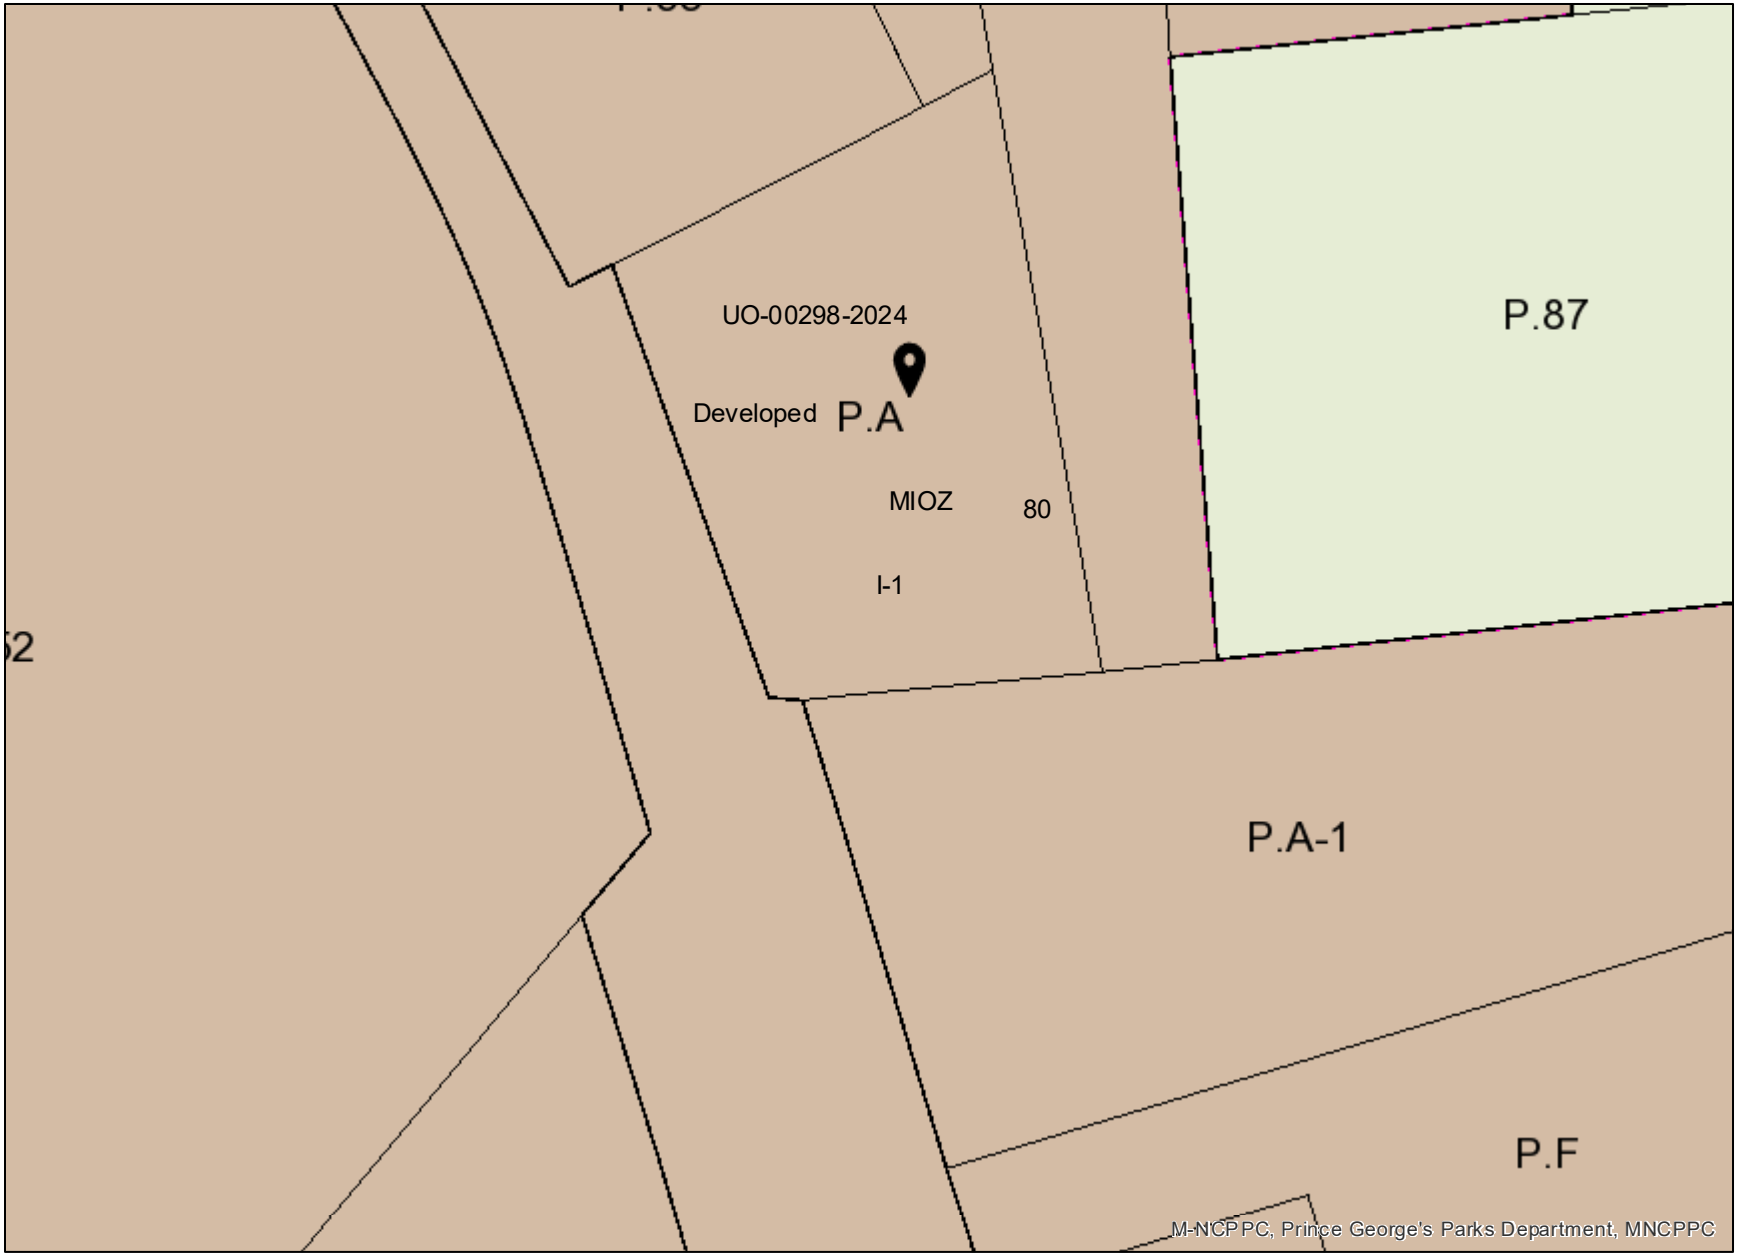 UO-00298-2024
P.87
Developed P.A
MIOZ
80
I-1
P.A-1
P.F
M-NCPPC, Prince George's Parks Department, MNCPPC